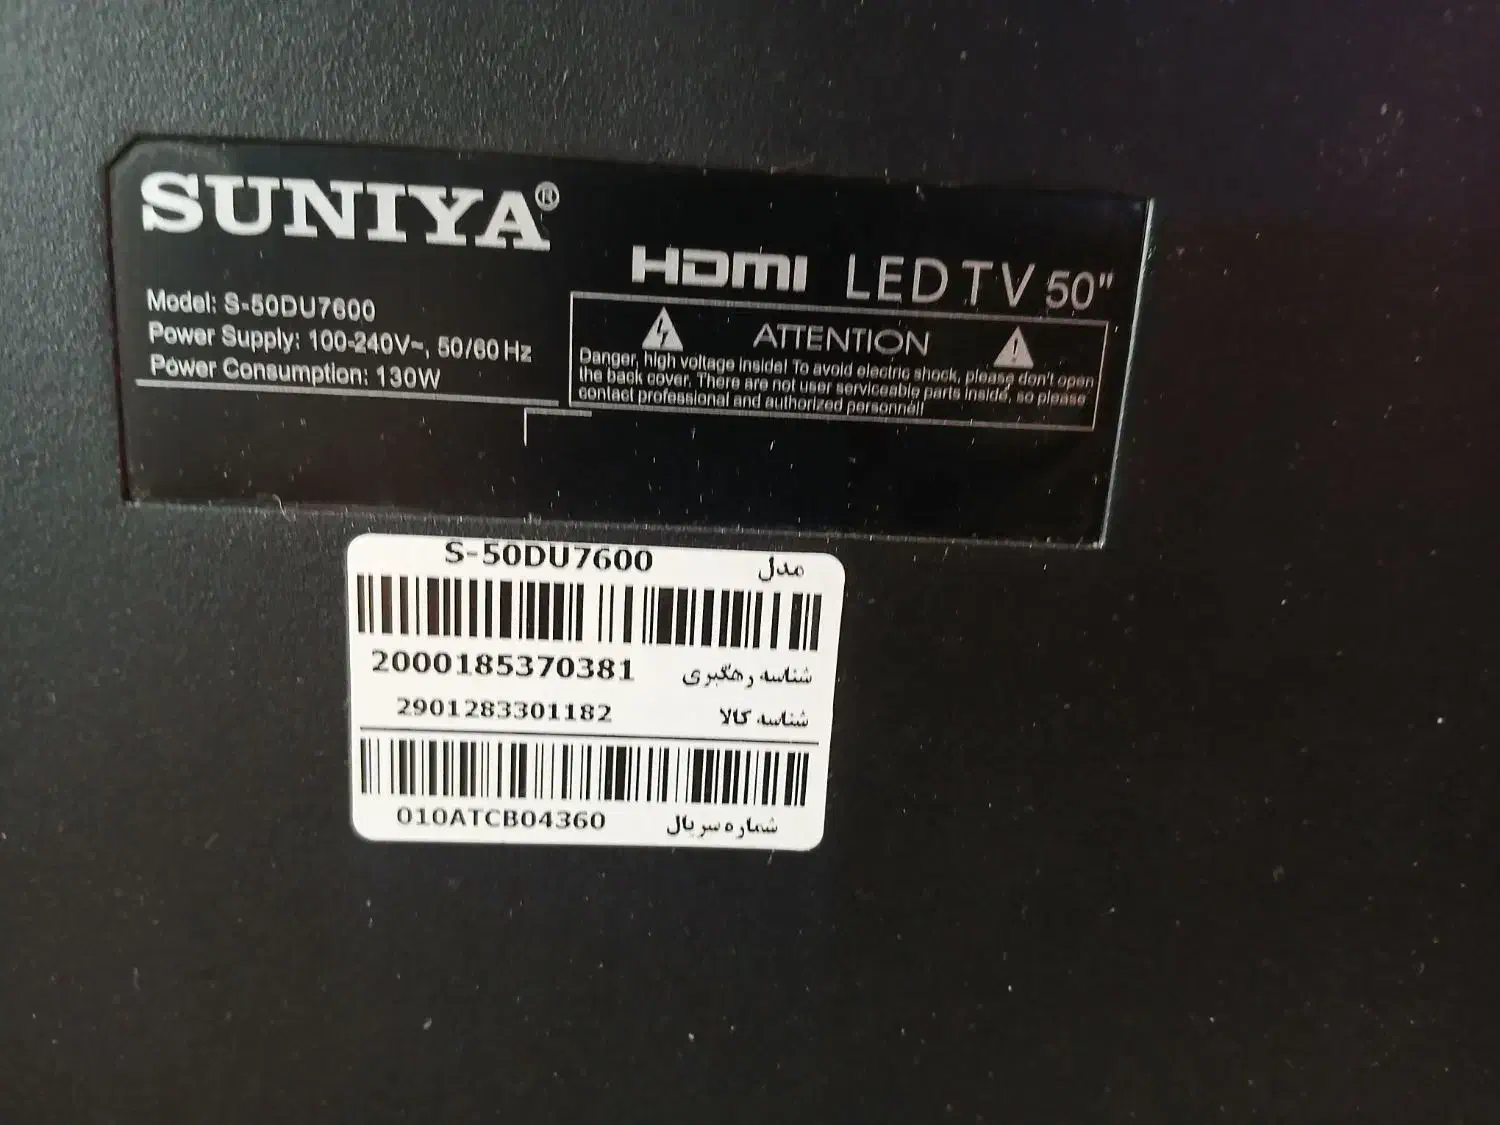 SUNIYA®
Model: S-50DU7600
Power Supply: 100-240V~, 50/60 Hz
Power Consumption: 130W
HDMI LED TV 50"
ATTENTION
Danger, high voltage inside! To avoid electric shock, please don't open
the back cover. There are not user serviceable parts inside, so please
contact professional and authorized personnel!
مدل S-50DU7600
شناسه رهگیری 2000185370381
شناسه کالا 2901283301182
شماره سریال 010ATCB04360